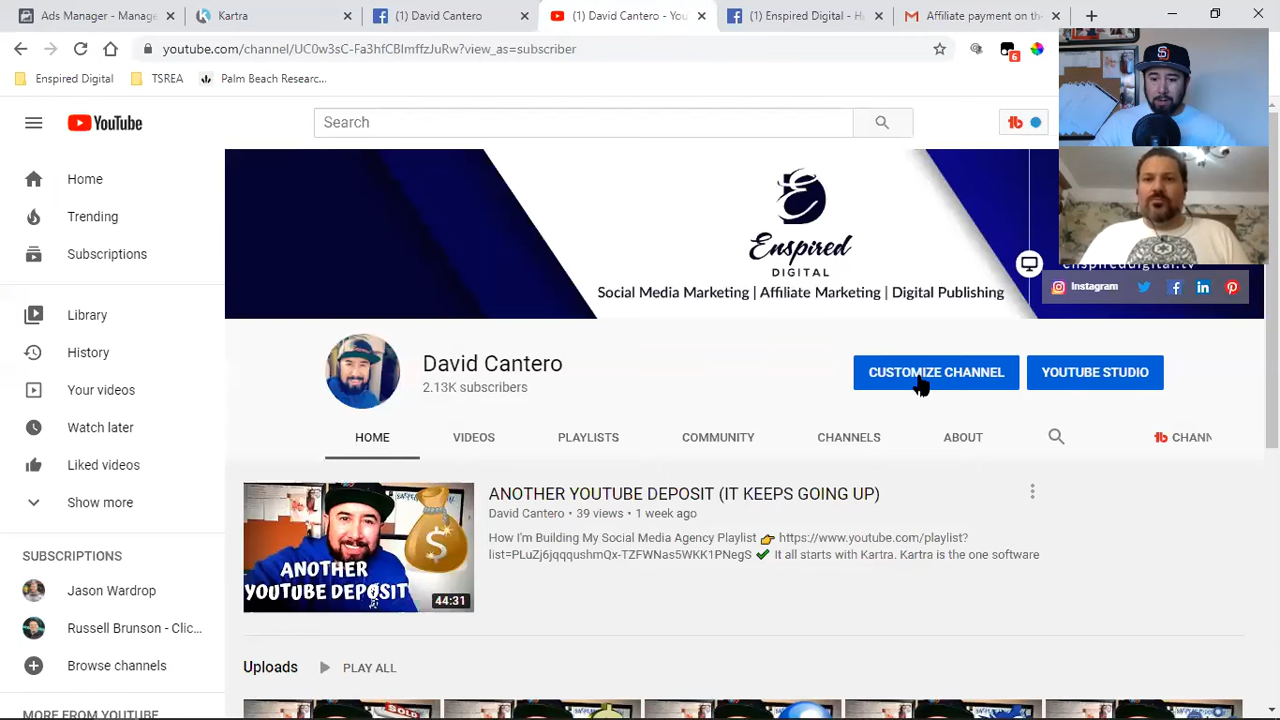 Ads Manager - Manage
Kartra
(1) David Cantero
(1) David Cantero - You
(1) Enspired Digital - H
Affiliate payment on th
youtube.com/channel/UC0w3sC-Fa3hfCBlmffzJuRw?view_as=subscriber
6
Enspired Digital
TSREA
Palm Beach Researc...
YouTube
Search
Home
Trending
Subscriptions
Library
History
Your videos
Watch later
Liked videos
Show more
SUBSCRIPTIONS
Jason Wardrop
Russell Brunson - Clic...
Browse channels
MORE FROM YOUTUBE
Enspired
DIGITAL
Social Media Marketing | Affiliate Marketing | Digital Publishing
enspireddigital.tv
Instagram
David Cantero
2.13K subscribers
CUSTOMIZE CHANNEL
YOUTUBE STUDIO
HOME
VIDEOS
PLAYLISTS
COMMUNITY
CHANNELS
ABOUT
CHANN
ANOTHER
YOUTUBE DEPOSIT
44:31
ANOTHER YOUTUBE DEPOSIT (IT KEEPS GOING UP)
David Cantero • 39 views • 1 week ago
How I'm Building My Social Media Agency Playlist 👉 https://www.youtube.com/playlist?
list=PLuZj6jqqqushmQx-TZFWNas5WKK1PNegS ✔ It all starts with Kartra. Kartra is the one software
Uploads
PLAY ALL
SOLD